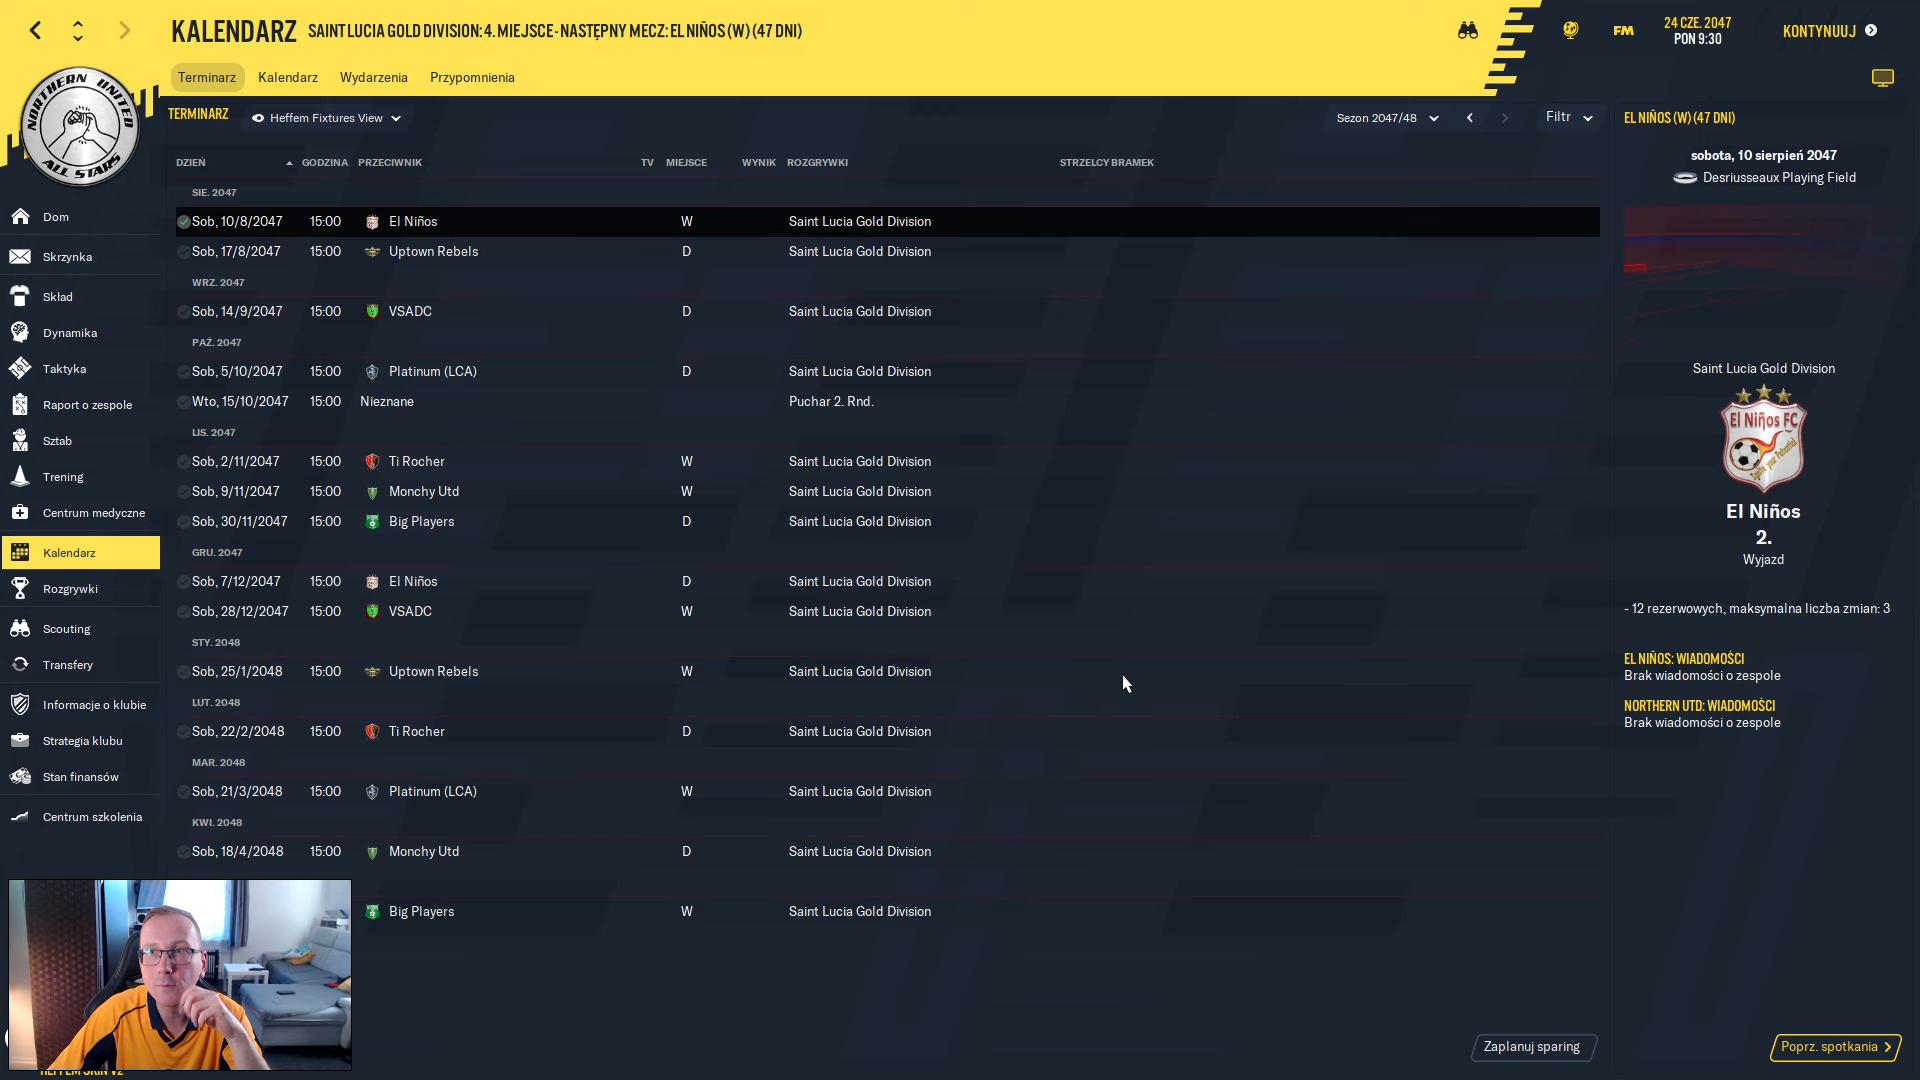 KALENDARZ SAINT LUCIA GOLD DIVISION: 4. MIEJSCE - NASTĘPNY MECZ: EL NIÑOS (W) (47 DNI)
FM
24 CZE. 2047
PON 9:30
KONTYNUUJ
Terminarz Kalendarz Wydarzenia Przypomnienia
NORTHERN UNITED
ALL STARS
TERMINARZ Heffem Fixtures View Sezon 2047/48 Filtr
DZIEŃ GODZINA PRZECIWNIK TV MIEJSCE WYNIK ROZGRYWKI STRZELCY BRAMEK
SIE. 2047
Sob, 10/8/2047 15:00 El Niños W Saint Lucia Gold Division
Sob, 17/8/2047 15:00 Uptown Rebels D Saint Lucia Gold Division
WRZ. 2047
Sob, 14/9/2047 15:00 VSADC D Saint Lucia Gold Division
PAŹ. 2047
Sob, 5/10/2047 15:00 Platinum (LCA) D Saint Lucia Gold Division
Wto, 15/10/2047 15:00 Nieznane Puchar 2. Rnd.
LIS. 2047
Sob, 2/11/2047 15:00 Ti Rocher W Saint Lucia Gold Division
Sob, 9/11/2047 15:00 Monchy Utd W Saint Lucia Gold Division
Sob, 30/11/2047 15:00 Big Players D Saint Lucia Gold Division
GRU. 2047
Sob, 7/12/2047 15:00 El Niños D Saint Lucia Gold Division
Sob, 28/12/2047 15:00 VSADC W Saint Lucia Gold Division
STY. 2048
Sob, 25/1/2048 15:00 Uptown Rebels W Saint Lucia Gold Division
LUT. 2048
Sob, 22/2/2048 15:00 Ti Rocher D Saint Lucia Gold Division
MAR. 2048
Sob, 21/3/2048 15:00 Platinum (LCA) W Saint Lucia Gold Division
KWI. 2048
Sob, 18/4/2048 15:00 Monchy Utd D Saint Lucia Gold Division
Big Players W Saint Lucia Gold Division
Dom
Skrzynka
Skład
Dynamika
Taktyka
Raport o zespole
Sztab
Trening
Centrum medyczne
Kalendarz
Rozgrywki
Scouting
Transfery
Informacje o klubie
Strategia klubu
Stan finansów
Centrum szkolenia
HEFFEM SKIN V2
EL NIÑOS (W) (47 DNI)
sobota, 10 sierpień 2047
Desriusseaux Playing Field
Saint Lucia Gold Division
El Niños FC
El Niños
2.
Wyjazd
- 12 rezerwowych, maksymalna liczba zmian: 3
EL NIÑOS: WIADOMOŚCI
Brak wiadomości o zespole
NORTHERN UTD: WIADOMOŚCI
Brak wiadomości o zespole
Zaplanuj sparing
Poprz. spotkania